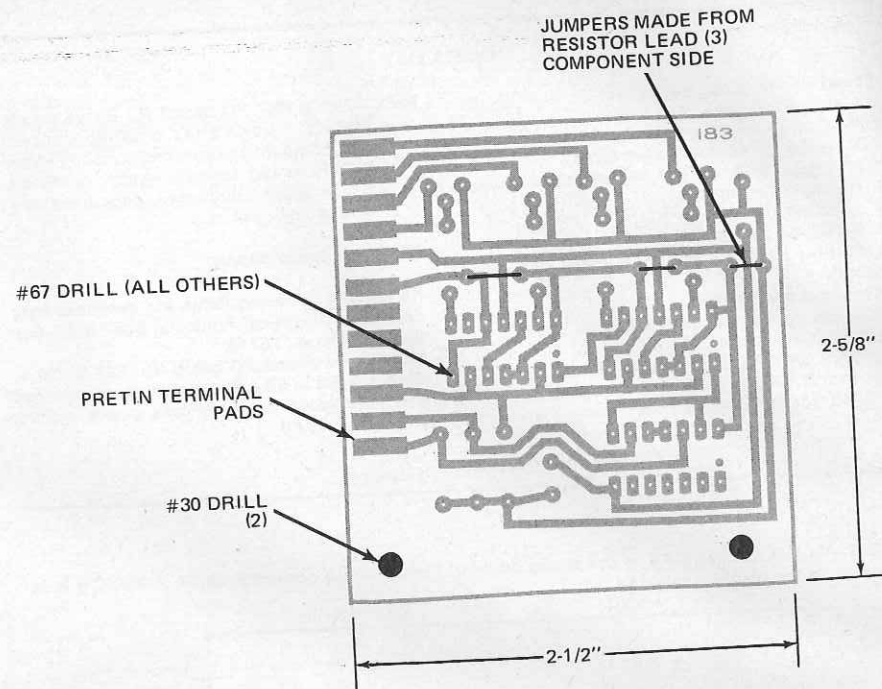 JUMPERS MADE FROM
RESISTOR LEAD (3)
COMPONENT SIDE
183
#67 DRILL (ALL OTHERS)
2-5/8"
PRETIN TERMINAL
PADS
#30 DRILL
(2)
2-1/2"